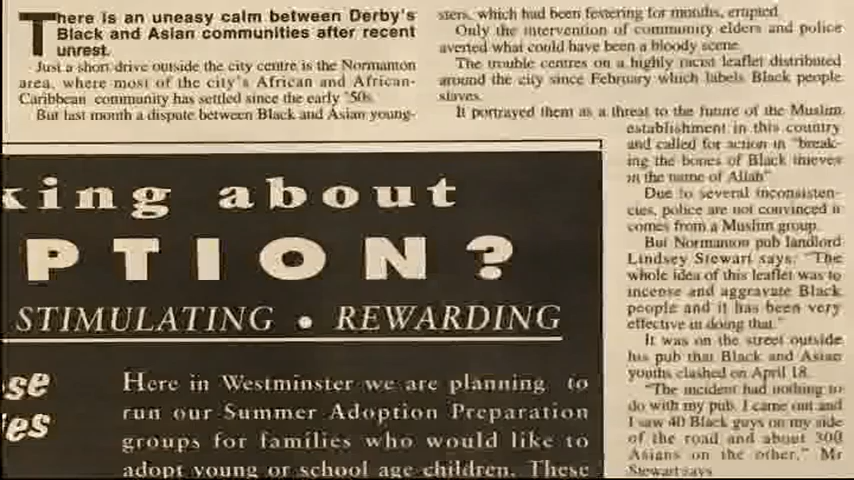 There is an uneasy calm between Derby's
Black and Asian communities after recent
unrest.
Just a short drive outside the city centre is the Normanton
area, where most of the city's African and African-
Caribbean community has settled since the early '50s.
But last month a dispute between Black and Asian young-
sters, which had been festering for months, erupted.
Only the intervention of community elders and police
averted what could have been a bloody scene.
The trouble centres on a highly racist leaflet distributed
around the city since February which labels Black people
slaves.
It portrayed them as a threat to the future of the Muslim
establishment in this country
and called for action in "break-
ing the bones of Black thieves
in the name of Allah"
Due to several inconsisten-
cies, police are not convinced it
comes from a Muslim group.
But Normanton pub landlord
Lindsey Stewart says: "The
whole idea of this leaflet was to
incense and aggravate Black
people and it has been very
effective in doing that."
It was on the street outside
his pub that Black and Asian
youths clashed on April 18.
"The incident had nothing to
do with my pub. I came out and
I saw 40 Black guys on my side
of the road and about 300
Asians on the other," Mr
Stewart says
king about
PTION?
STIMULATING • REWARDING
se
es
Here in Westminster we are planning to
run our Summer Adoption Preparation
groups for families who would like to
adopt young or school age children. These